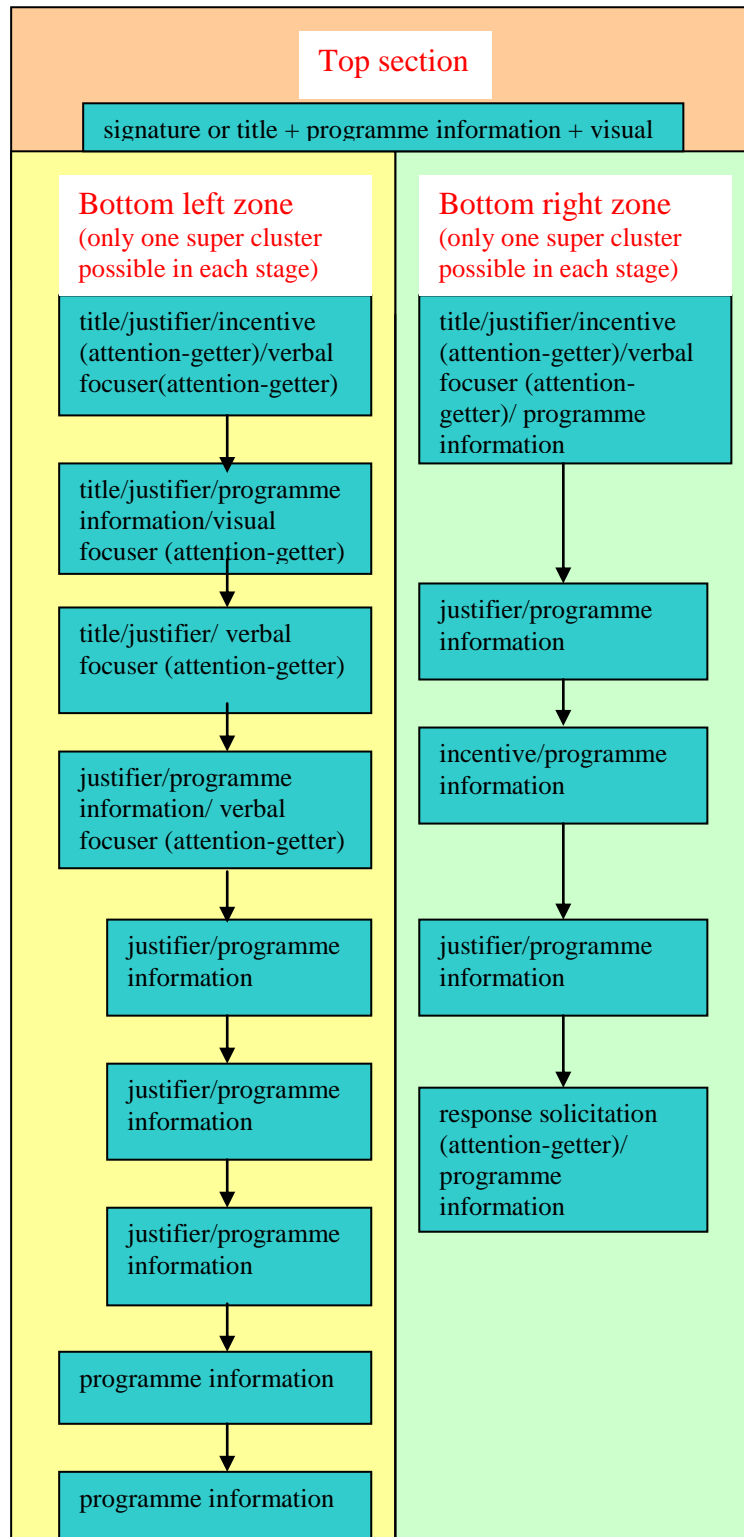 Top section
signature or title + programme information + visual
Bottom left zone
(only one super cluster
possible in each stage)
title/justifier/incentive
(attention-getter)/verbal
focuser(attention-getter)
title/justifier/programme
information/visual
focuser (attention-getter)
title/justifier/ verbal
focuser (attention-getter)
justifier/programme
information/ verbal
focuser (attention-getter)
justifier/programme
information
justifier/programme
information
justifier/programme
information
programme information
programme information
Bottom right zone
(only one super cluster
possible in each stage)
title/justifier/incentive
(attention-getter)/verbal
focuser (attention-
getter)/ programme
information
justifier/programme
information
incentive/programme
information
justifier/programme
information
response solicitation
(attention-getter)/
programme
information